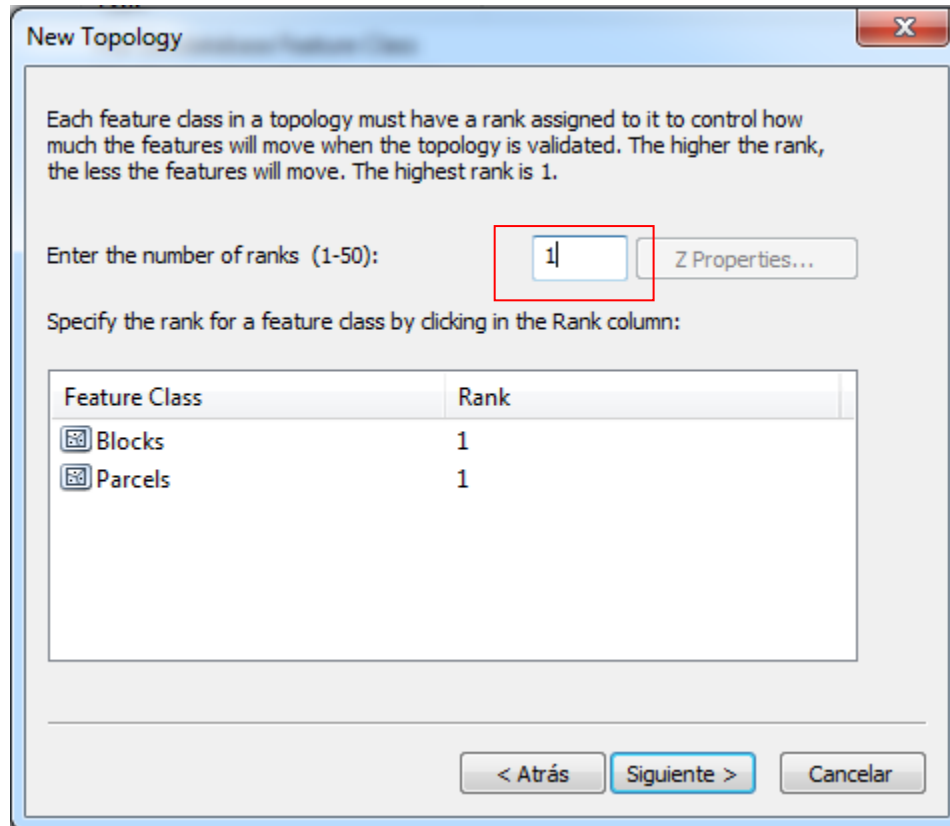 New Topology
Each feature class in a topology must have a rank assigned to it to control how
much the features will move when the topology is validated. The higher the rank,
the less the features will move. The highest rank is 1.
Enter the number of ranks (1-50): 1 Z Properties...
Specify the rank for a feature class by clicking in the Rank column:
Feature Class Rank
Blocks 1
Parcels 1
< Atrás Siguiente > Cancelar